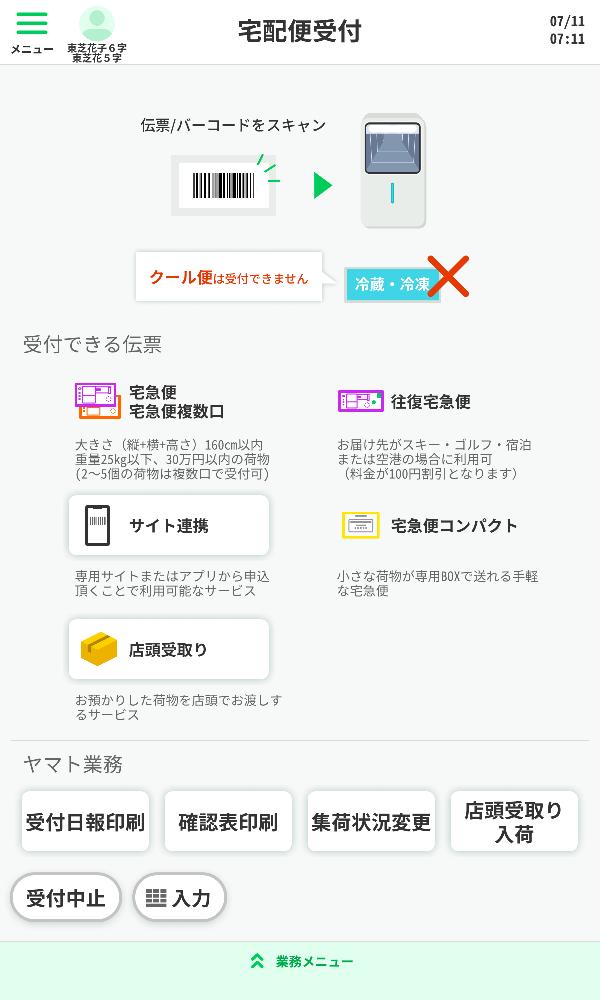 メニュー
東芝花子６字
東芝花５字
宅配便受付
07/11
07:11
伝票/バーコードをスキャン
クール便は受付できません
冷蔵・冷凍
受付できる伝票
宅急便
宅急便複数口
大きさ（縦+横+高さ）160cm以内
重量25kg以下、30万円以内の荷物
(2〜5個の荷物は複数口で受付可)
往復宅急便
お届け先がスキー・ゴルフ・宿泊
または空港の場合に利用可
（料金が100円割引となります）
サイト連携
専用サイトまたはアプリから申込
頂くことで利用可能なサービス
宅急便コンパクト
小さな荷物が専用BOXで送れる手軽
な宅急便
店頭受取り
お預かりした荷物を店頭でお渡しす
るサービス
ヤマト業務
受付日報印刷
確認表印刷
集荷状況変更
店頭受取り
入荷
受付中止
入力
業務メニュー